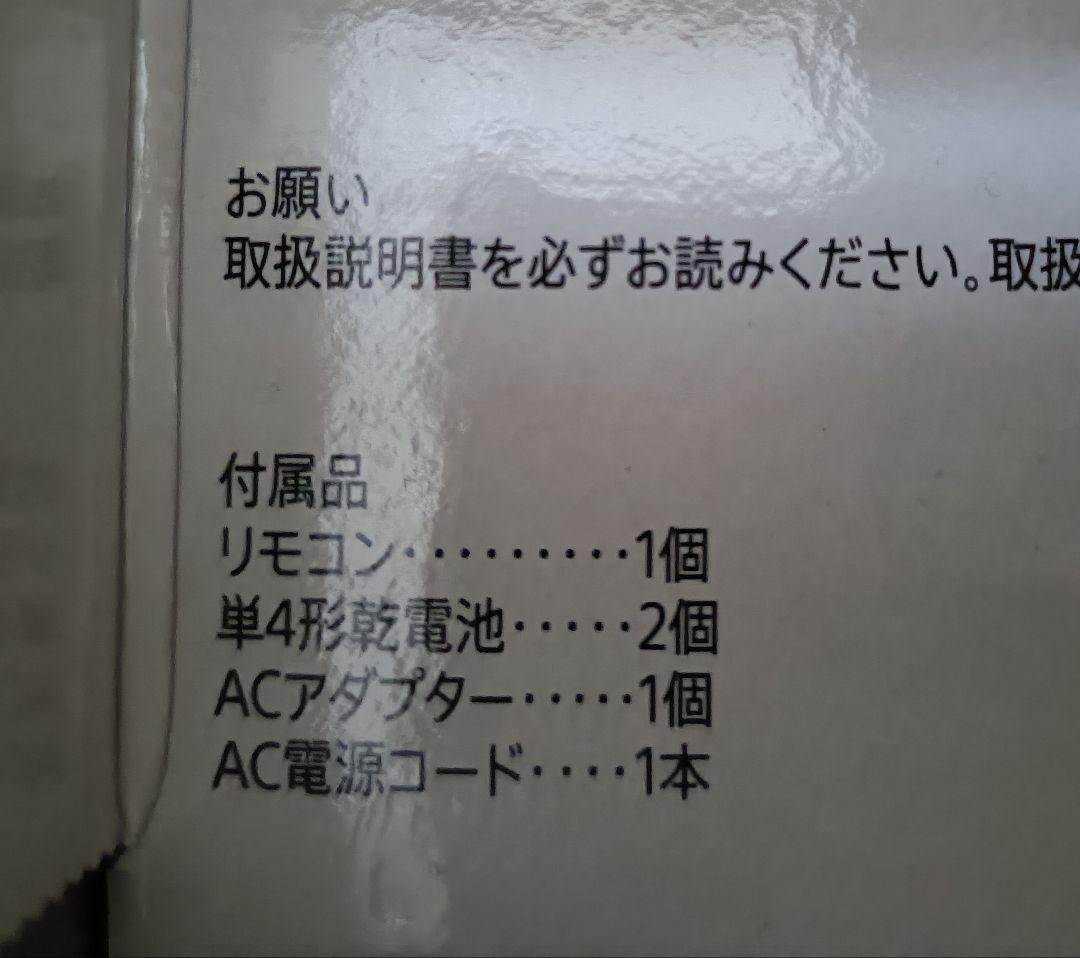 お願い
取扱説明書を必ずお読みください。取扱
付属品
リモコン・・・・・・・・・1個
単4形乾電池・・・・・2個
ACアダプター・・・・・1個
AC電源コード・・・・1本